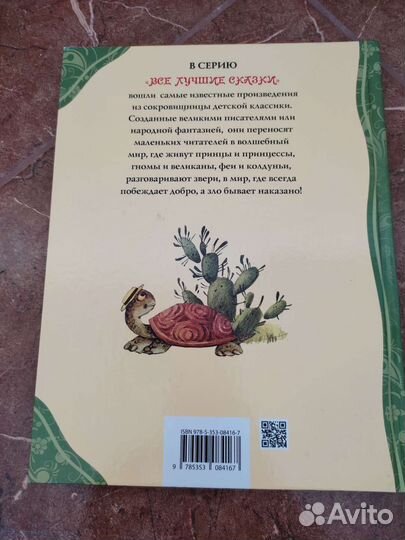 В СЕРИЮ
«ВСЕ ЛУЧШИЕ СКАЗКИ»
вошли самые известные произведения
из сокровищницы детской классики.
Созданные великими писателями или
народной фантазией, они переносят
маленьких читателей в волшебный
мир, где живут принцы и принцессы,
гномы и великаны, феи и колдуньи,
разговаривают звери, в мир, где всегда
побеждает добро, а зло бывает наказано!
ISBN 978-5-353-08416-7
9 785353 084167
Avito